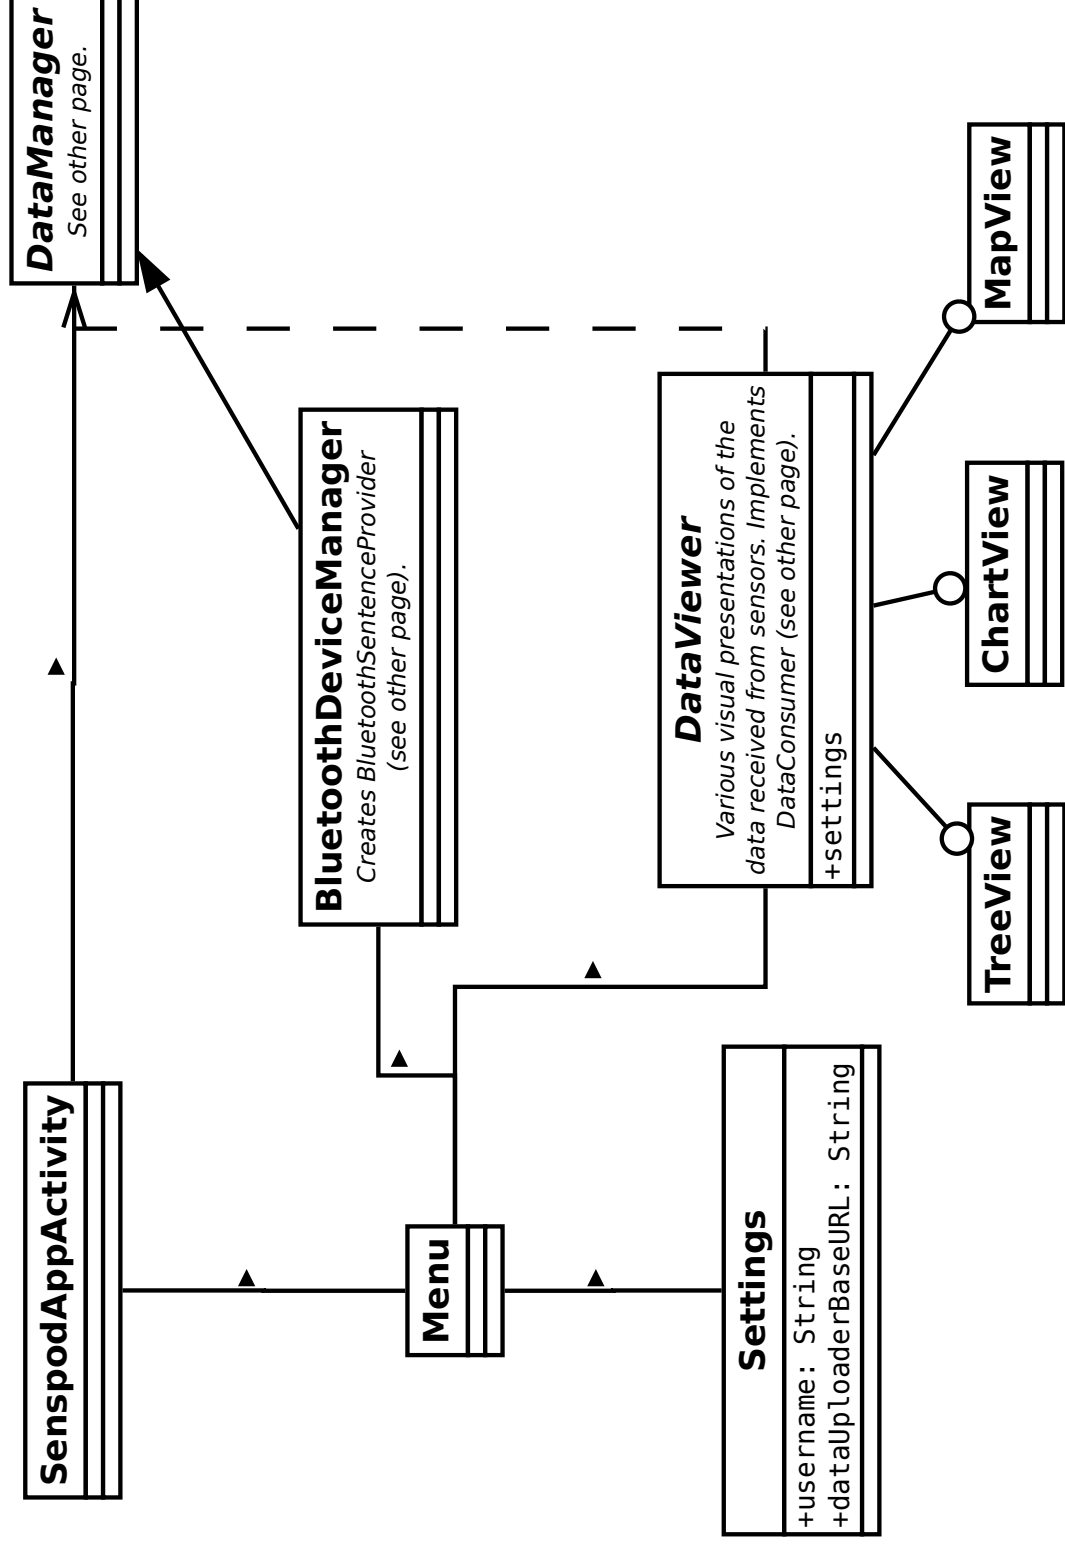 SenspodAppActivity
DataManager
See other page.
BluetoothDeviceManager
Creates BluetoothSentenceProvider
(see other page).
Menu
DataViewer
Various visual presentations of the
data received from sensors. Implements
DataConsumer (see other page).
+settings
Settings
+username: String
+dataUploaderBaseURL: String
TreeView
ChartView
MapView